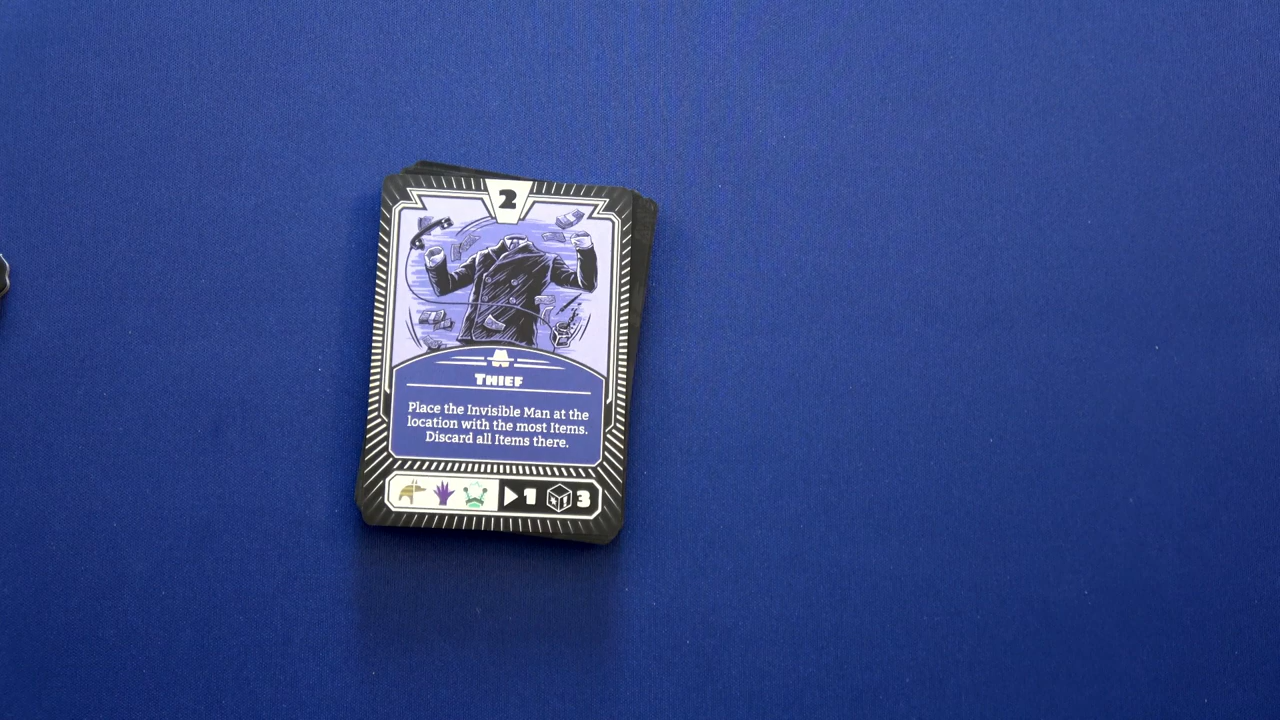 2
THIEF
Place the Invisible Man at the
location with the most Items.
Discard all Items there.
1 3